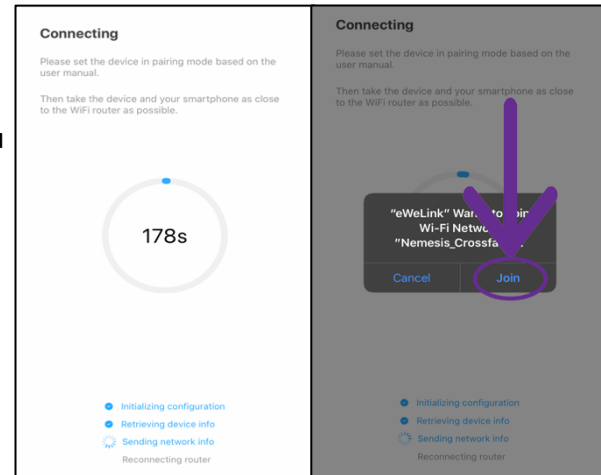 Connecting
Please set the device in pairing mode based on the
user manual.
Then take the device and your smartphone as close
to the WiFi router as possible.
178s
Initializing configuration
Retrieving device info
Sending network info
Reconnecting router
Connecting
Please set the device in pairing mode based on the
user manual.
Then take the device and your smartphone as close
to the WiFi router as possible.
"eWeLink"
Wi-Fi
"Nemesis_
Cancel
Join
Initializing configuration
Retrieving device info
Sending network info
Reconnecting router